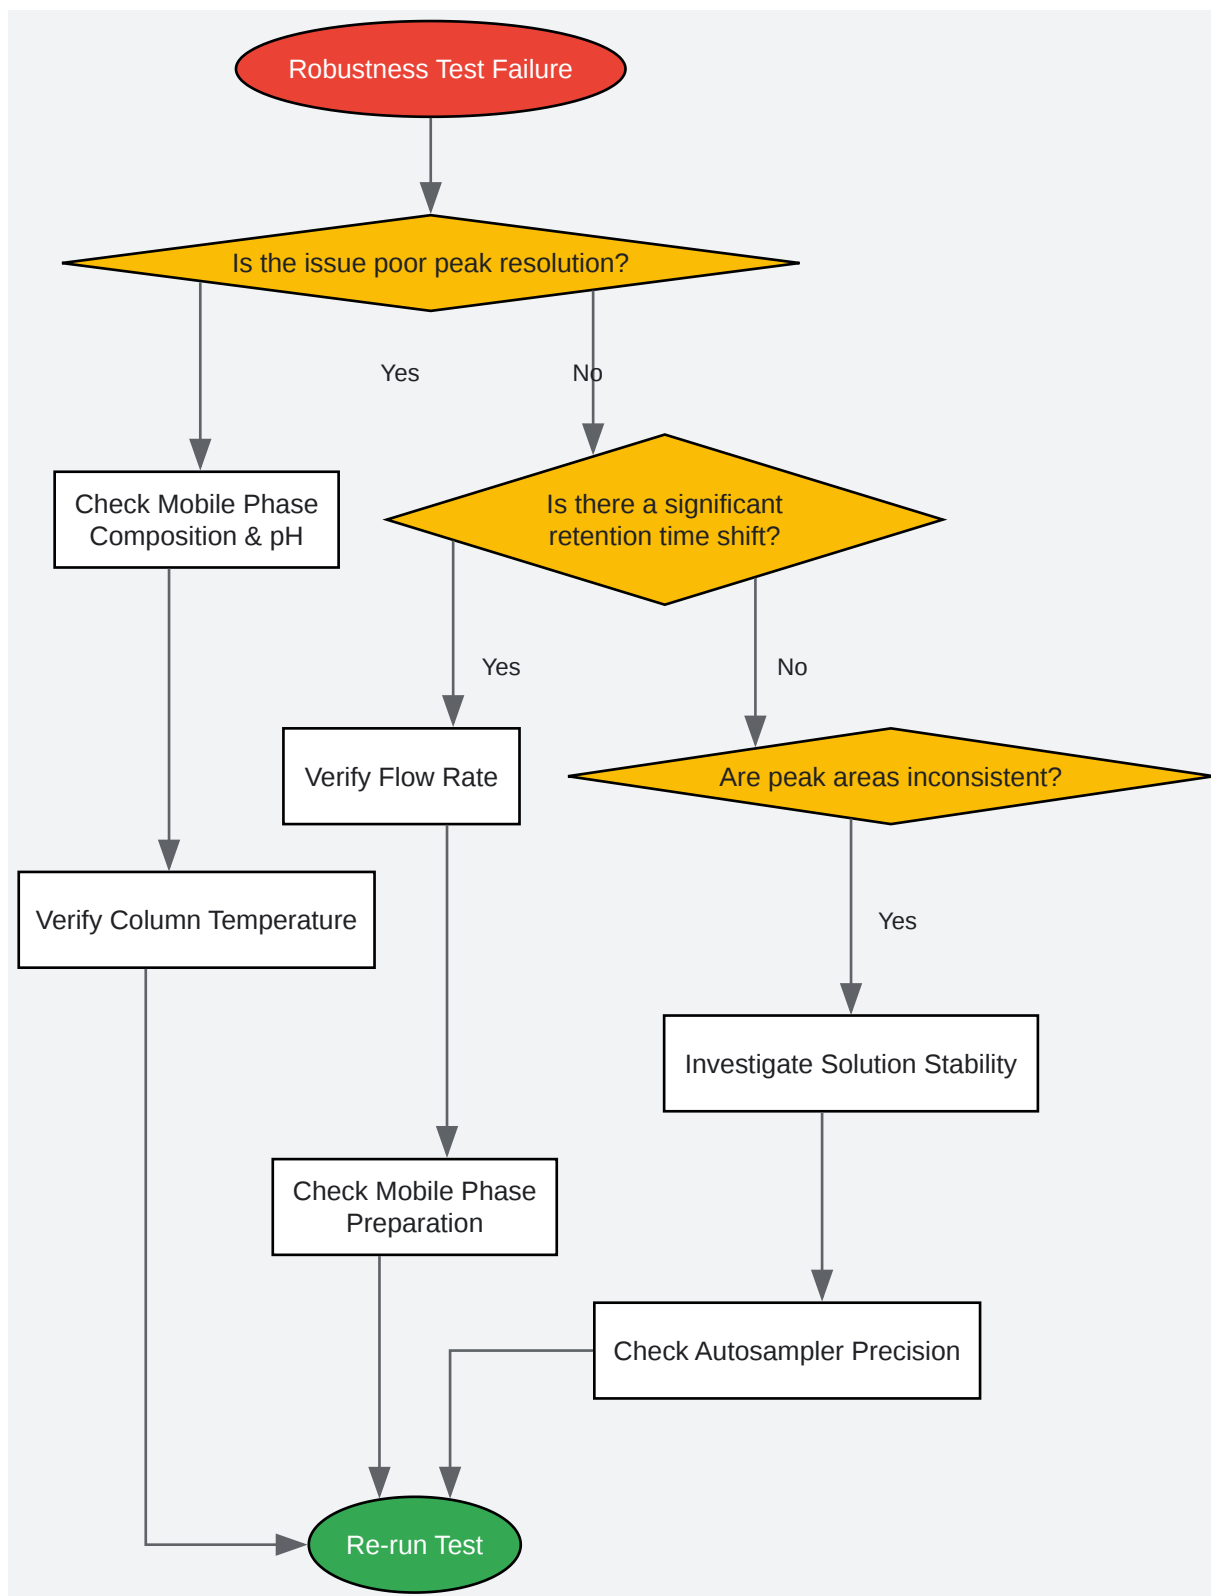 Robustness Test Failure
Is the issue poor peak resolution?
Yes
No
Check Mobile Phase
Composition & pH
Is there a significant
retention time shift?
Yes
No
Verify Flow Rate
Are peak areas inconsistent?
Verify Column Temperature
Yes
Investigate Solution Stability
Check Mobile Phase
Preparation
Check Autosampler Precision
Re-run Test